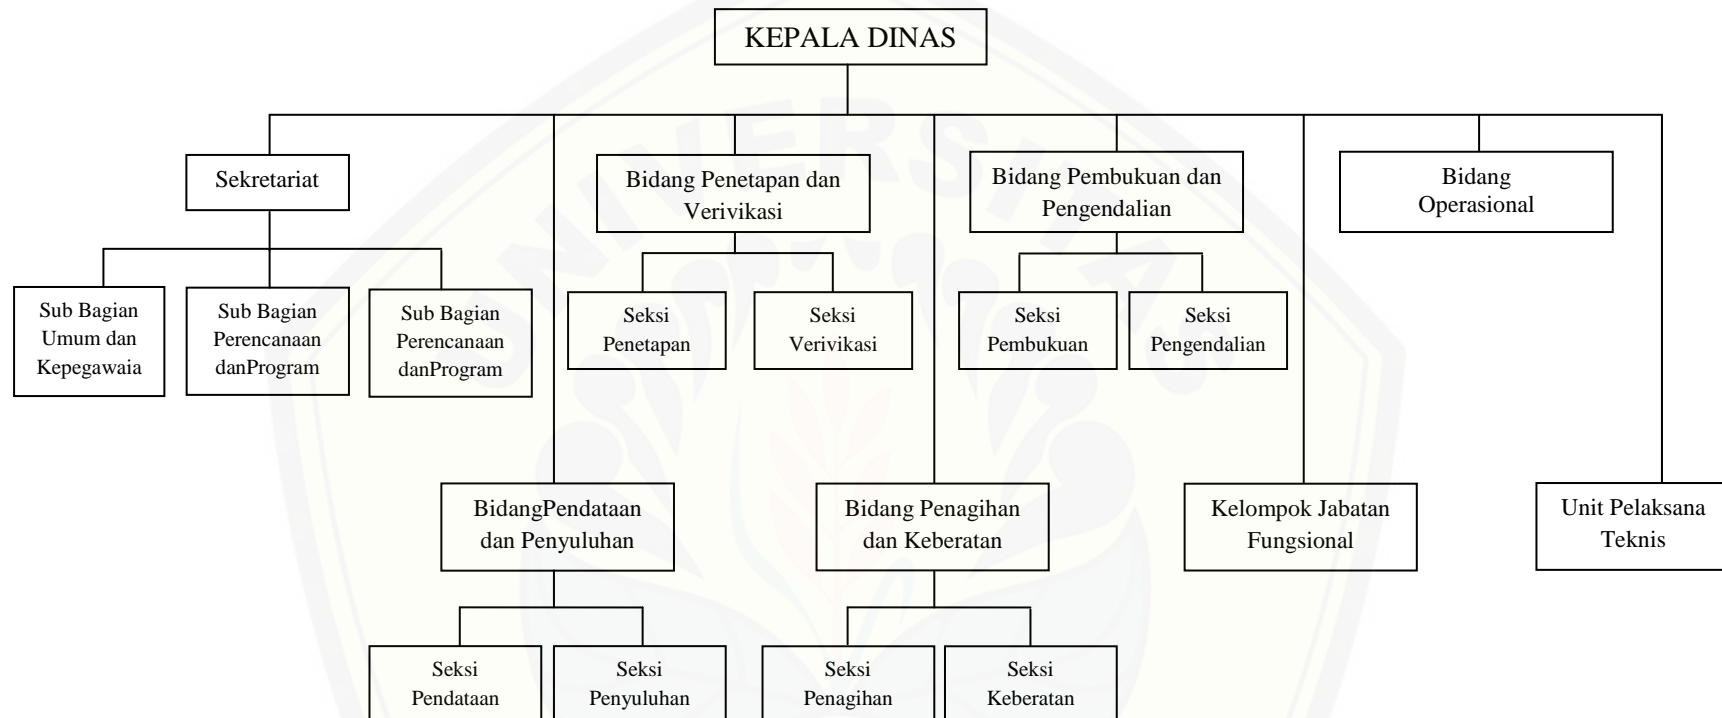 KEPALA DINAS
Sekretariat
Bidang Penetapan dan
Verivikasi
Bidang Pembukuan dan
Pengendalian
Bidang
Operasional
Sub Bagian
Umum dan
Kepegawaia
Sub Bagian
Perencanaan
danProgram
Sub Bagian
Perencanaan
danProgram
Seksi
Penetapan
Seksi
Verivikasi
Seksi
Pembukuan
Seksi
Pengendalian
BidangPendataan
dan Penyuluhan
Bidang Penagihan
dan Keberatan
Kelompok Jabatan
Fungsional
Unit Pelaksana
Teknis
Seksi
Pendataan
Seksi
Penyuluhan
Seksi
Penagihan
Seksi
Keberatan
UNIVERSITAS